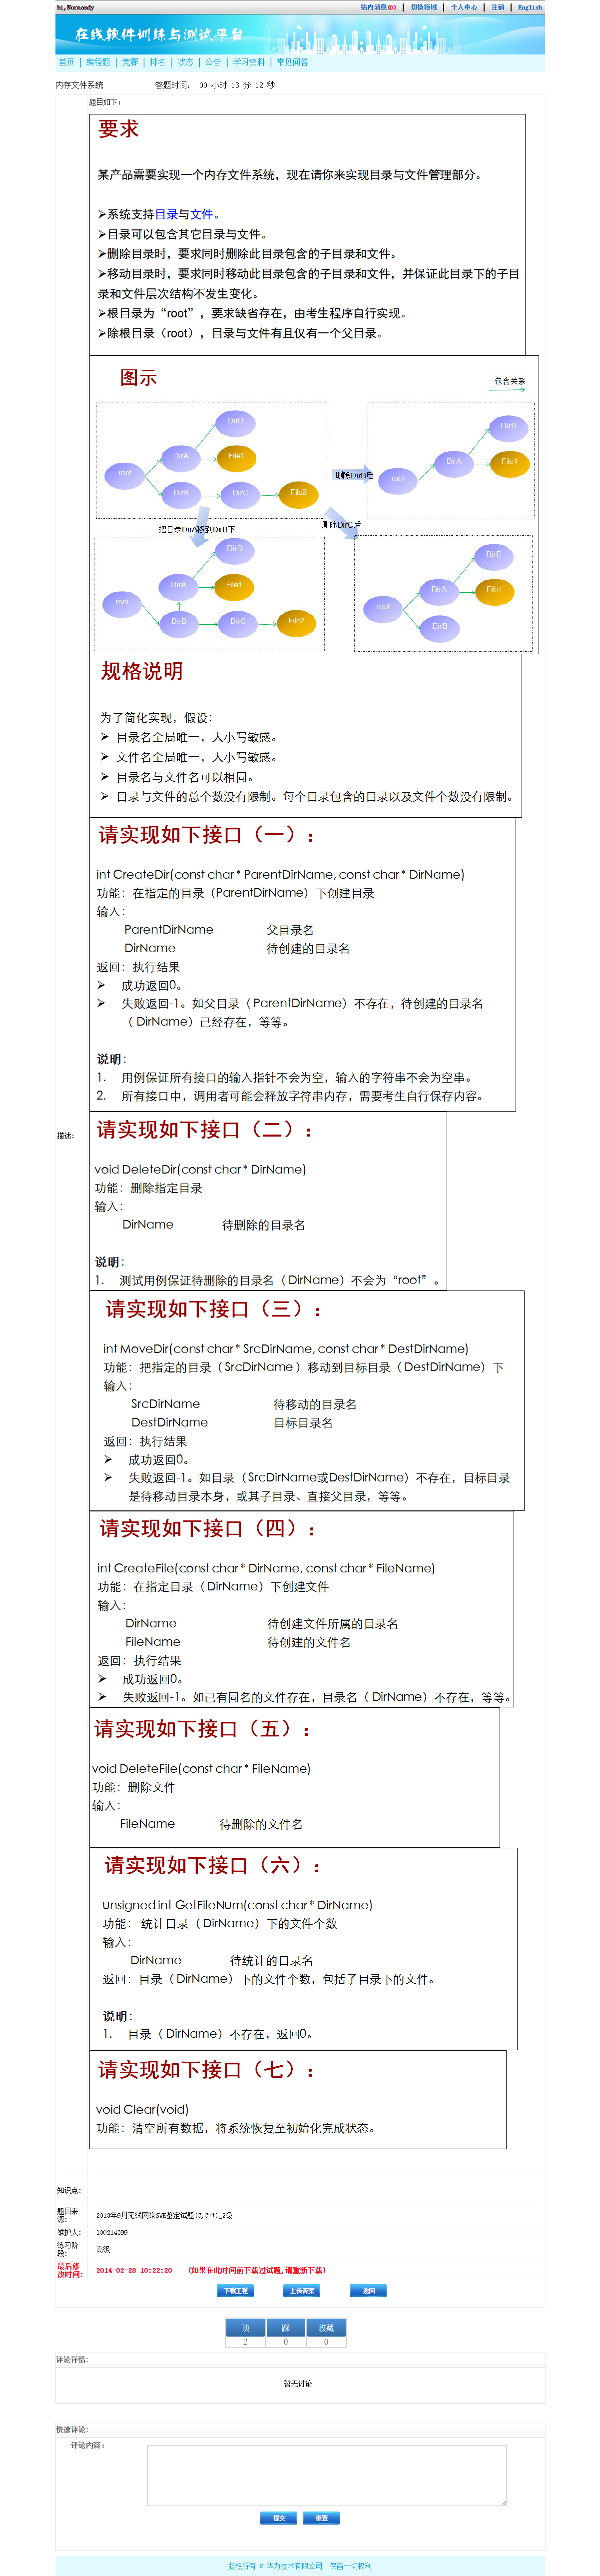 hi,Normandy
站内消息(0) | 切换领域 | 个人中心 | 注销 | English
在线软件训练与测试平台
首页 | 编程题 | 竞赛 | 排名 | 状态 | 公告 | 学习资料 | 常见问答
内存文件系统 答题时间: 00 小时 13 分 12 秒
描述:
题目如下:
要求
某产品需要实现一个内存文件系统，现在请你来实现目录与文件管理部分。
➢系统支持目录与文件。
➢目录可以包含其它目录与文件。
➢删除目录时，要求同时删除此目录包含的子目录和文件。
➢移动目录时，要求同时移动此目录包含的子目录和文件，并保证此目录下的子目
录和文件层次结构不发生变化。
➢根目录为“root”，要求缺省存在，由考生程序自行实现。
➢除根目录（root），目录与文件有且仅有一个父目录。
图示
包含关系
DirD
DirA
File1
root
DirB
DirC
File2
删除DirB后
DirD
DirA
File1
root
把目录DirA移到DirB下
删除DirC后
DirD
DirA
File1
root
DirB
DirC
File2
DirD
DirA
File1
root
DirB
规格说明
为了简化实现，假设：
➢ 目录名全局唯一，大小写敏感。
➢ 文件名全局唯一，大小写敏感。
➢ 目录名与文件名可以相同。
➢ 目录与文件的总个数没有限制。每个目录包含的目录以及文件个数没有限制。
请实现如下接口（一）：
int CreateDir(const char * ParentDirName, const char * DirName)
功能：在指定的目录（ParentDirName）下创建目录
输入：
ParentDirName 父目录名
DirName 待创建的目录名
返回：执行结果
➢ 成功返回0。
➢ 失败返回-1。如父目录（ParentDirName）不存在，待创建的目录名
（DirName）已经存在，等等。
说明：
1. 用例保证所有接口的输入指针不会为空，输入的字符串不会为空串。
2. 所有接口中，调用者可能会释放字符串内存，需要考生自行保存内容。
请实现如下接口（二）：
void DeleteDir(const char * DirName)
功能：删除指定目录
输入：
DirName 待删除的目录名
说明：
1. 测试用例保证待删除的目录名（DirName）不会为“root”。
请实现如下接口（三）：
int MoveDir(const char * SrcDirName, const char * DestDirName)
功能：把指定的目录（SrcDirName）移动到目标目录（DestDirName）下
输入：
SrcDirName 待移动的目录名
DestDirName 目标目录名
返回：执行结果
➢ 成功返回0。
➢ 失败返回-1。如目录（SrcDirName或DestDirName）不存在，目标目录
是待移动目录本身，或其子目录、直接父目录，等等。
请实现如下接口（四）：
int CreateFile(const char * DirName, const char * FileName)
功能：在指定目录（DirName）下创建文件
输入：
DirName 待创建文件所属的目录名
FileName 待创建的文件名
返回：执行结果
➢ 成功返回0。
➢ 失败返回-1。如已有同名的文件存在，目录名（DirName）不存在，等等。
请实现如下接口（五）：
void DeleteFile(const char * FileName)
功能：删除文件
输入：
FileName 待删除的文件名
请实现如下接口（六）：
unsigned int GetFileNum(const char * DirName)
功能：统计目录（DirName）下的文件个数
输入：
DirName 待统计的目录名
返回：目录（DirName）下的文件个数，包括子目录下的文件。
说明：
1. 目录（DirName）不存在，返回0。
请实现如下接口（七）：
void Clear(void)
功能：清空所有数据，将系统恢复至初始化完成状态。
知识点:
题目来源: 2013年9月无线网络SWE鉴定试题(C,C++)_2级
维护人: 100214399
练习阶段: 高级
最后修改时间: 2014-02-28 10:22:20 (如果在此时间前下载过试题,请重新下载)
下载工程 上传答案 返回
顶 踩 收藏
2 0 0
评论详情:
暂无讨论
快速评论:
评论内容:
提交 重置
版权所有 © 华为技术有限公司 保留一切权利